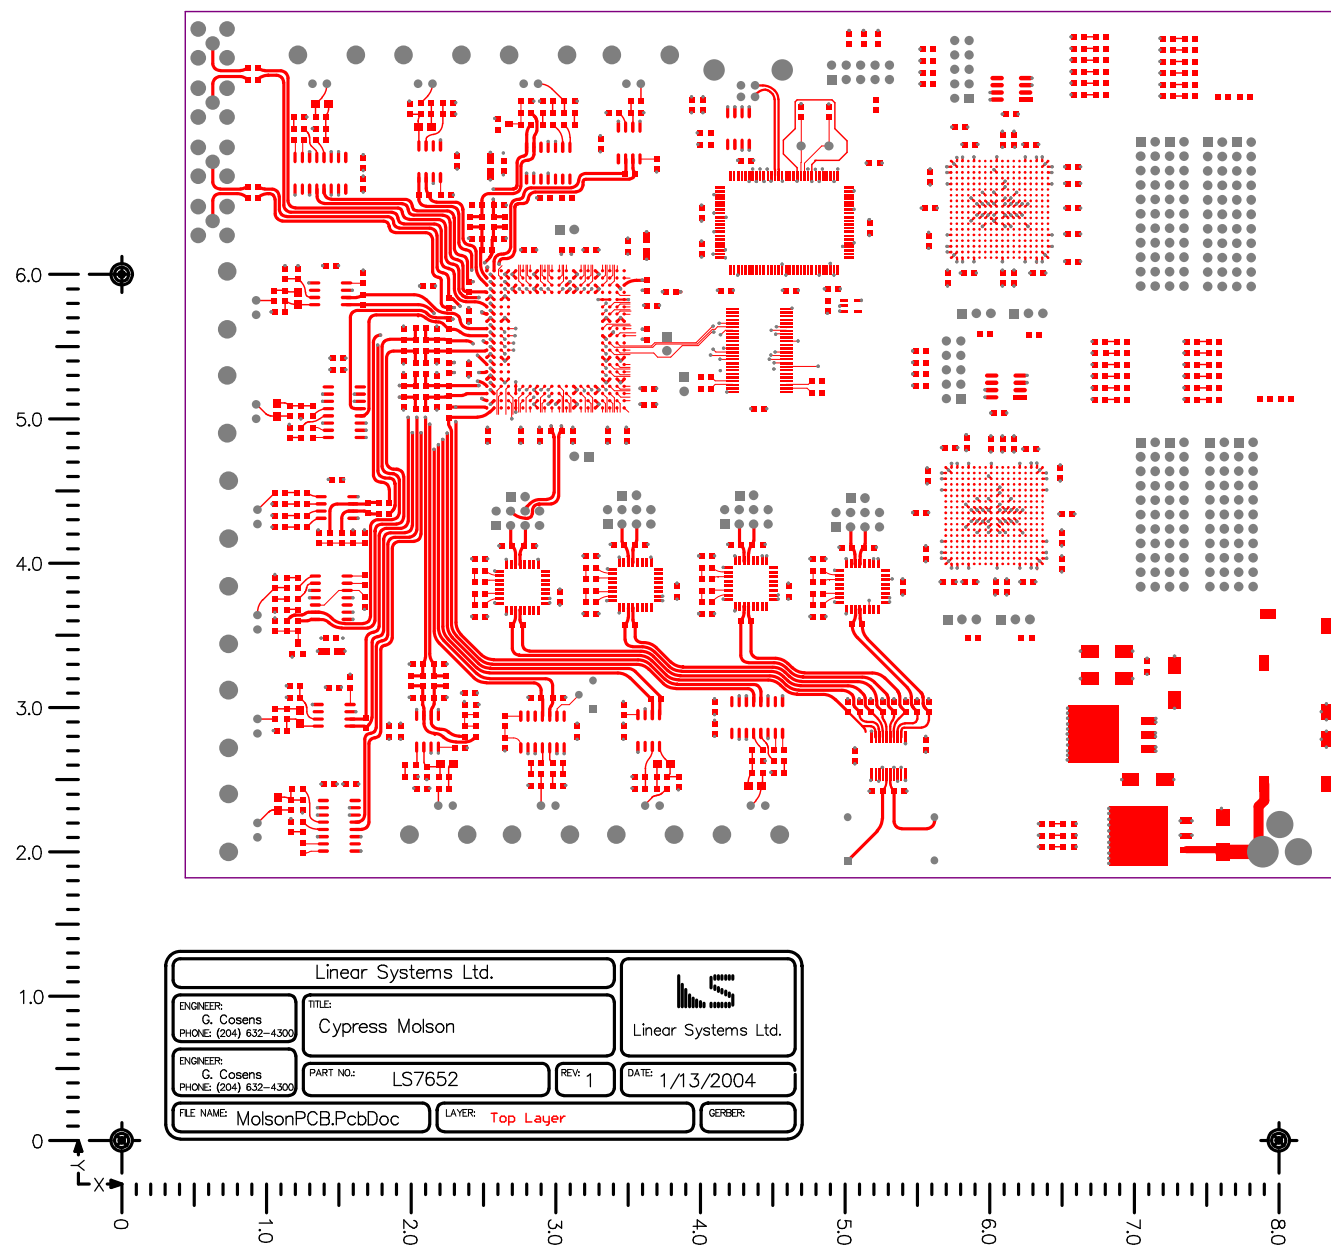 6.0
5.0
4.0
3.0
2.0
1.0
0
Y
X
0
1.0
2.0
3.0
4.0
5.0
6.0
7.0
8.0
Linear Systems Ltd.
ENGINEER:
G. Cosens
PHONE: (204) 632-4300
TITLE:
Cypress Molson
LS
Linear Systems Ltd.
ENGINEER:
G. Cosens
PHONE: (204) 632-4300
PART NO.: LS7652
REV: 1
DATE: 1/13/2004
FILE NAME: MolsonPCB.PcbDoc
LAYER: Top Layer
GERBER: